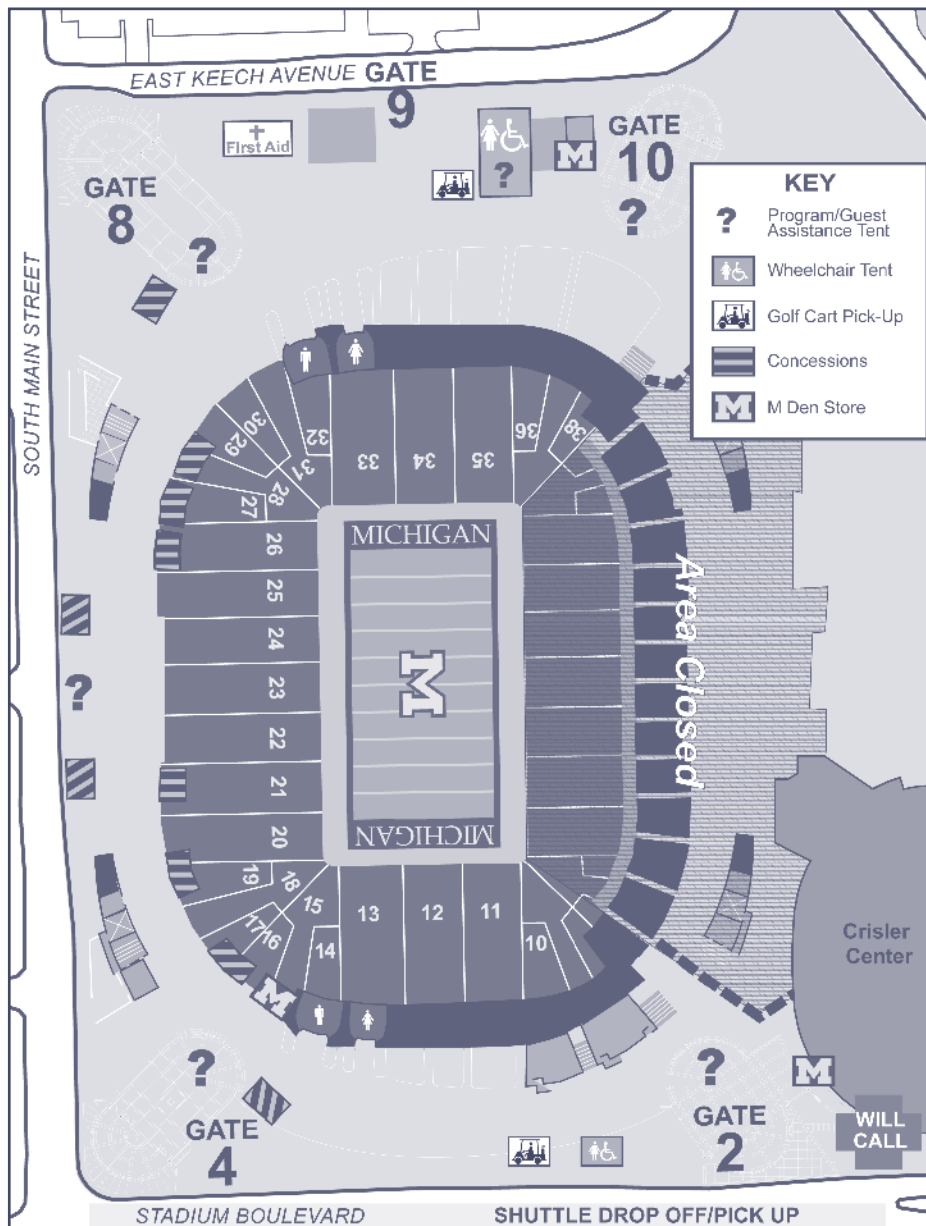 EAST KEECH AVENUE
GATE
9
First Aid
?
M
GATE
10
?
GATE
8
?
SOUTH MAIN STREET
KEY
?
Program/Guest
Assistance Tent
Wheelchair Tent
Golf Cart Pick-Up
Concessions
M
M Den Store
30
29
28
27
31
32
33
34
35
36
38
26
25
24
23
22
21
20
19
18
17
16
15
14
13
12
11
10
MICHIGAN
M
MICHIGAN
Area Closed
?
M
Crisler
Center
?
GATE
4
?
GATE
2
M
WILL
CALL
STADIUM BOULEVARD
SHUTTLE DROP OFF/PICK UP